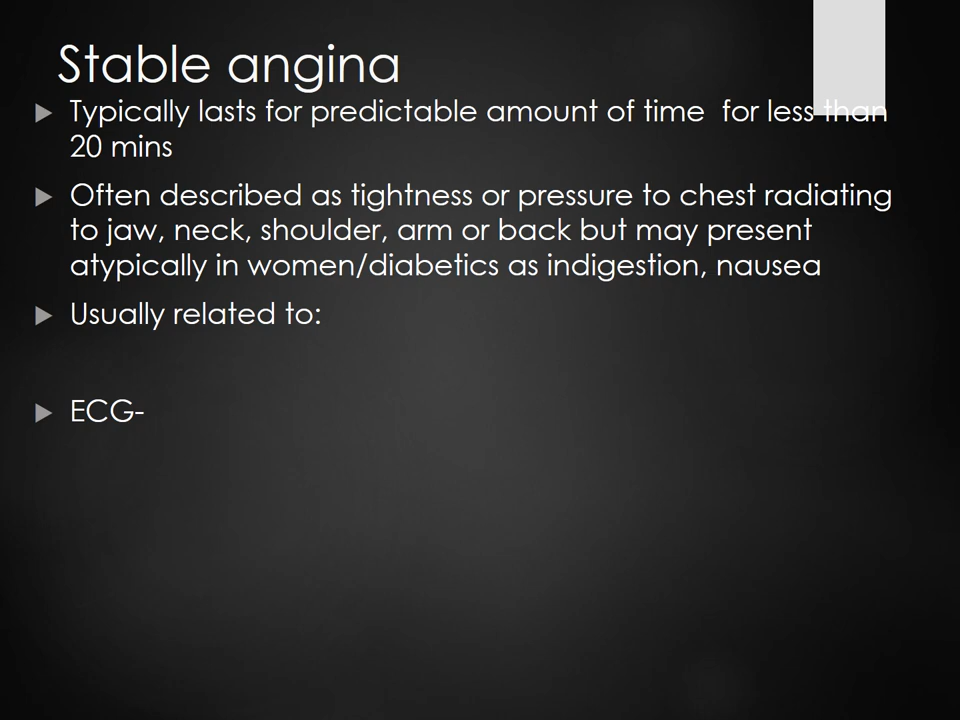 Stable angina
Typically lasts for predictable amount of time  for less than
20 mins
Often described as tightness or pressure to chest radiating
to jaw, neck, shoulder, arm or back but may present
atypically in women/diabetics as indigestion, nausea
Usually related to:
ECG-